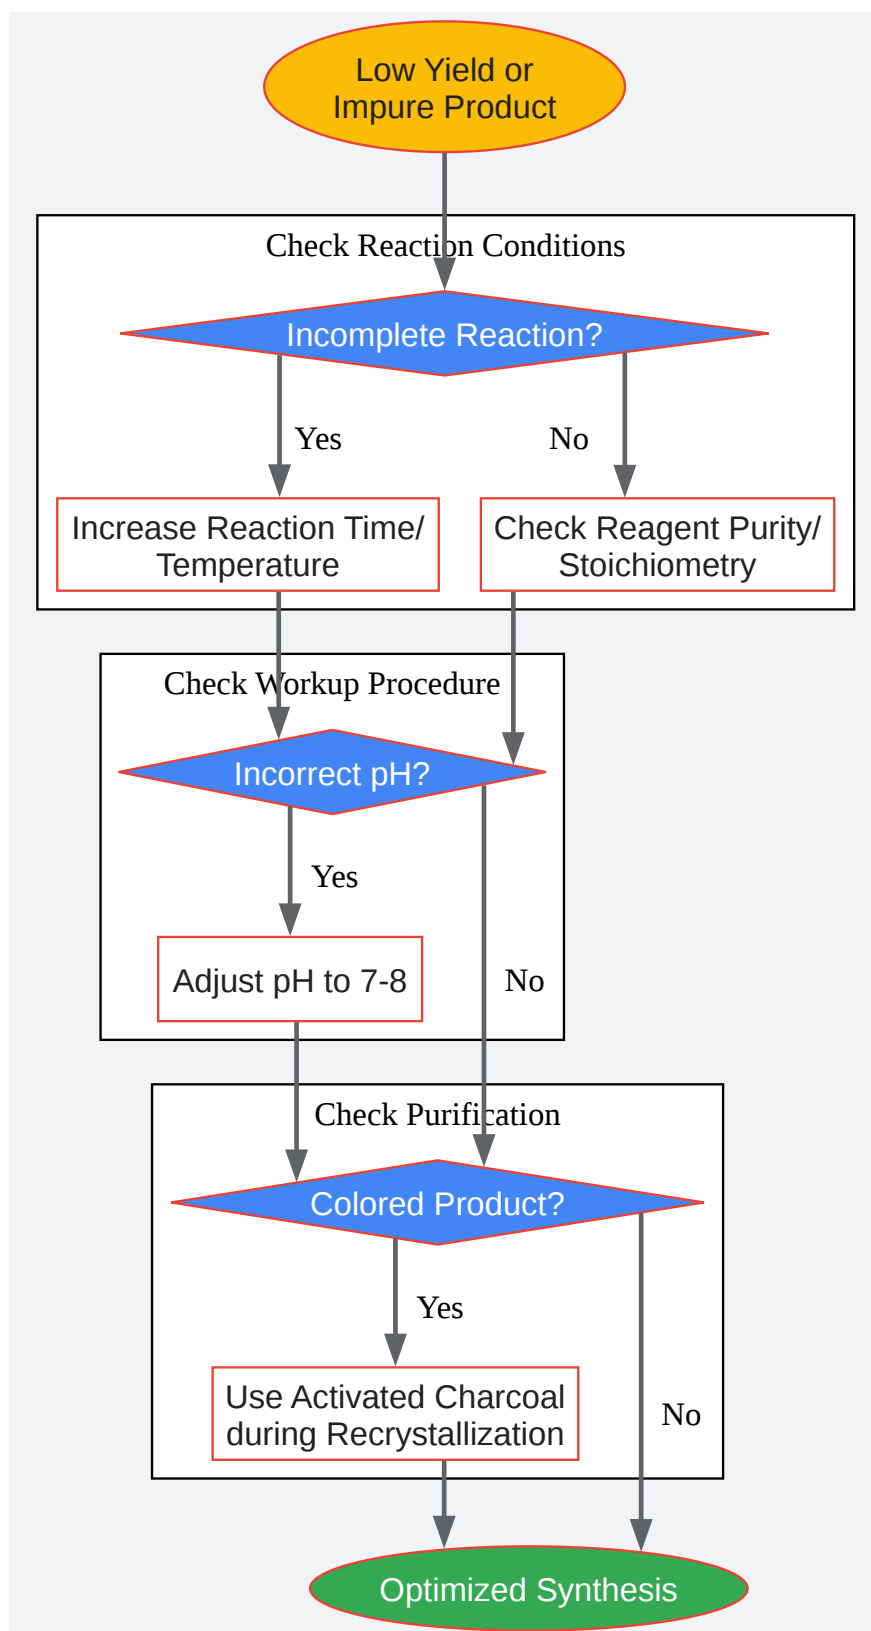 Low Yield or
Impure Product
Check Reaction Conditions
Incomplete Reaction?
Yes
No
Increase Reaction Time/
Temperature
Check Reagent Purity/
Stoichiometry
Check Workup Procedure
Incorrect pH?
Yes
Adjust pH to 7-8
No
Check Purification
Colored Product?
Yes
Use Activated Charcoal
during Recrystallization
No
Optimized Synthesis